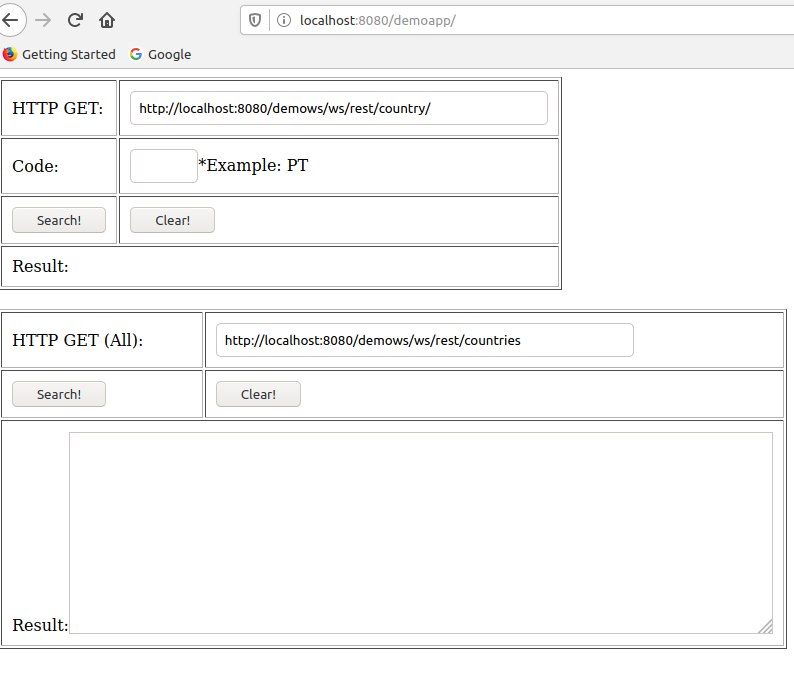 localhost:8080/demoapp/
Getting Started Google
HTTP GET: http://localhost:8080/demows/ws/rest/country/
Code: *Example: PT
Search! Clear!
Result:
HTTP GET (All): http://localhost:8080/demows/ws/rest/countries
Search! Clear!
Result: